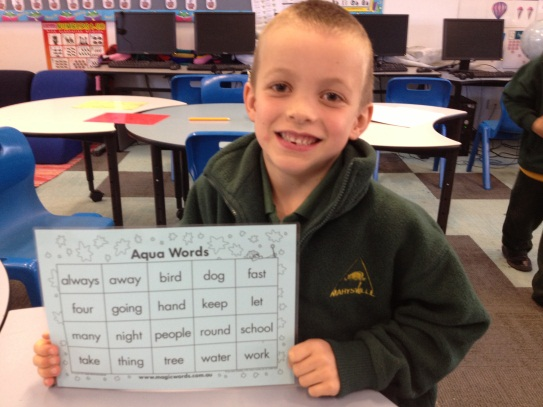 Aqua Words
always away bird dog fast
four going hand keep let
many night people round school
take thing tree water work
www.magicwords.com.au
MARYSVILLE